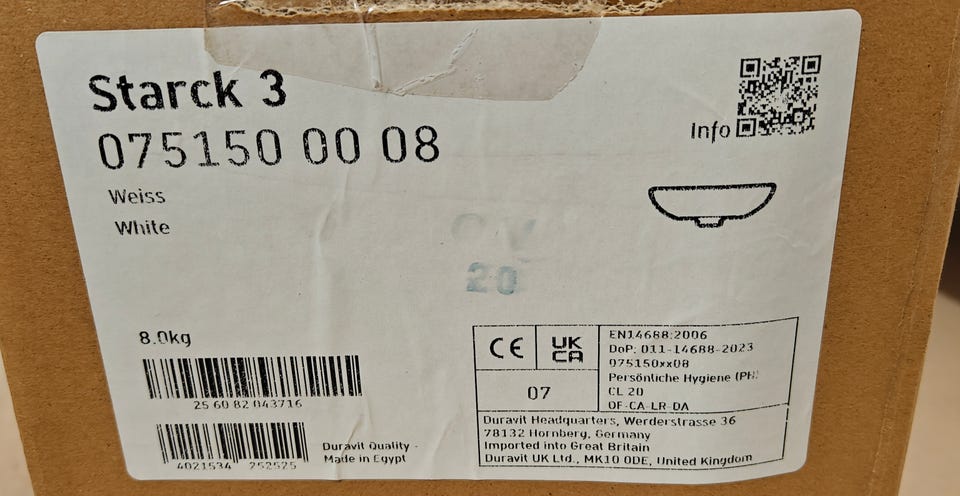 Starck 3
075150 00 08
Weiss
White
Info
20
8.0kg
25 60 82 043716
4021534 252525
Duravit Quality -
Made in Egypt
CE
UK
CA
07
EN14688:2006
DoP: 011-14688-2023
075150xx08
Persönliche Hygiene (PH)
CL 20
OF-CA-LR-DA
Duravit Headquarters, Werderstrasse 36
78132 Hornberg, Germany
Imported into Great Britain
Duravit UK Ltd., MK10 0DE, United Kingdom